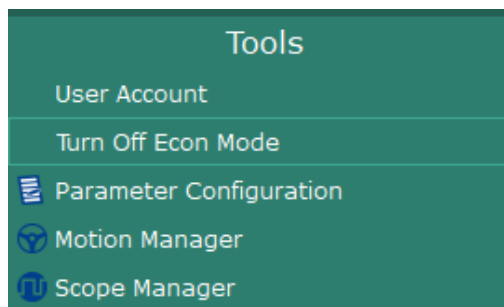 Tools
User Account
Turn Off Econ Mode
Parameter Configuration
Motion Manager
Scope Manager